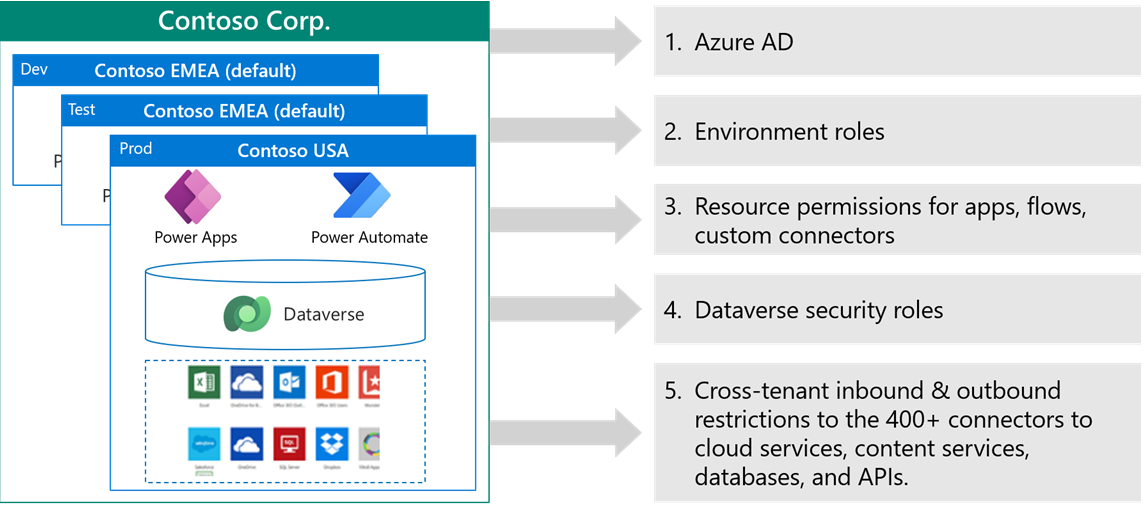 Contoso Corp.
Dev Contoso EMEA (default)
Test Contoso EMEA (default)
Prod Contoso USA
P
P
Power Apps Power Automate
Dataverse
Excel OneDrive for B... Office 365 Outl... Office 365 Users
Salesforce OneDrive SQL Server Dropbox
1. Azure AD
2. Environment roles
3. Resource permissions for apps, flows,
custom connectors
4. Dataverse security roles
5. Cross-tenant inbound & outbound
restrictions to the 400+ connectors to
cloud services, content services,
databases, and APIs.